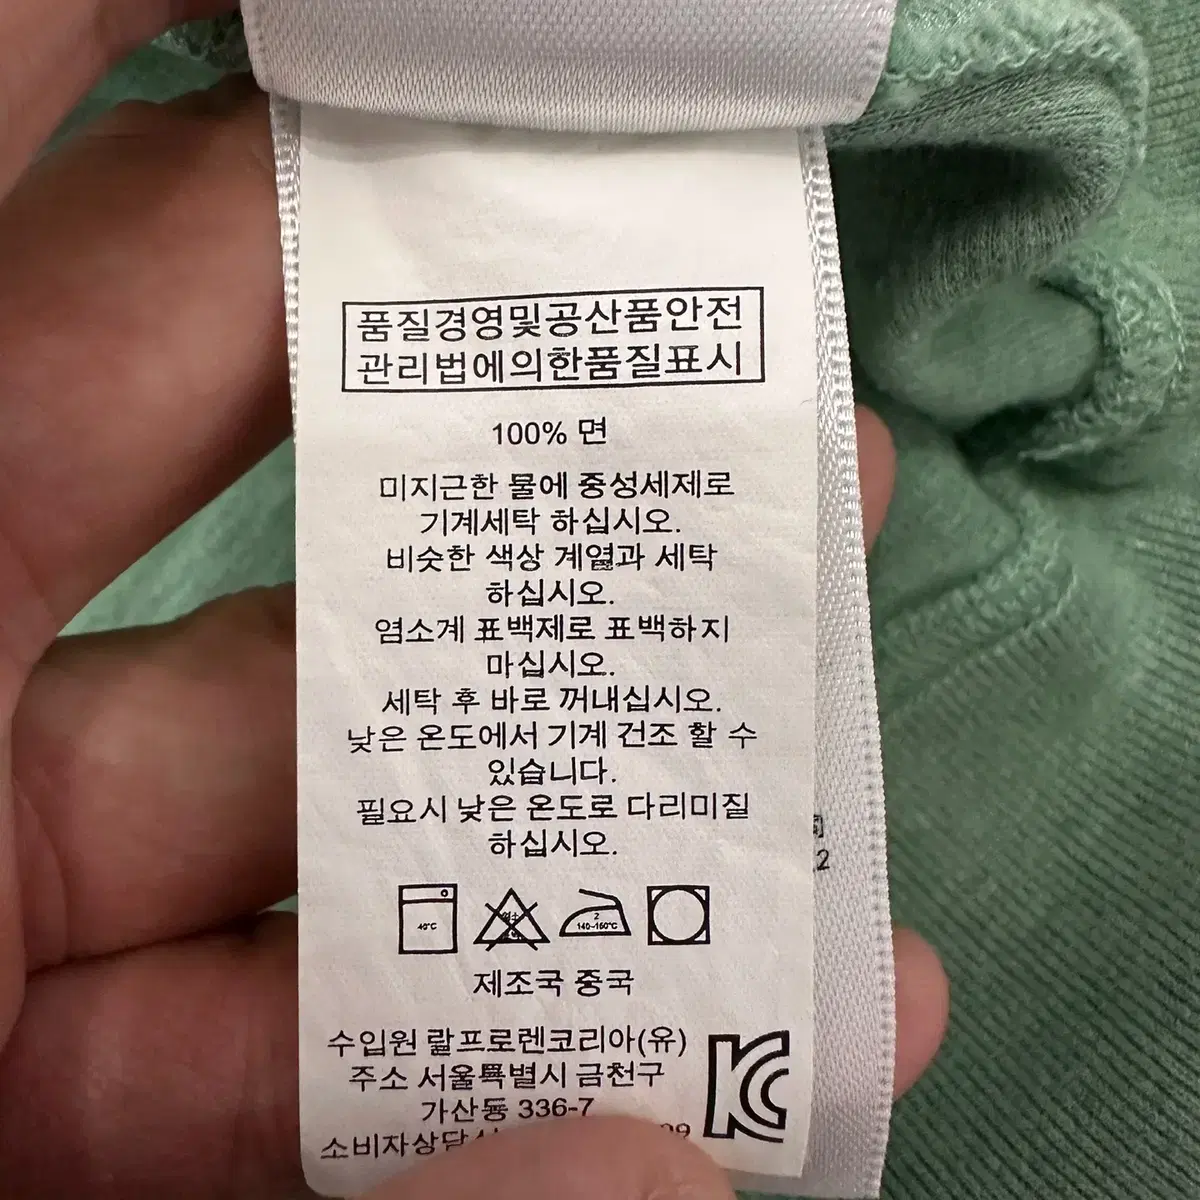 품질경영및공산품안전
관리법에의한품질표시
100% 면
미지근한 물에 중성세제로
기계세탁 하십시오.
비슷한 색상 계열과 세탁
하십시오.
염소계 표백제로 표백하지
마십시오.
세탁 후 바로 꺼내십시오.
낮은 온도에서 기계 건조 할 수
있습니다.
필요시 낮은 온도로 다리미질
하십시오.
40°C
2
140~160°C
제조국 중국
수입원 랄프로렌코리아(유)
주소 서울특별시 금천구
가산동 336-7
소비자상담
2